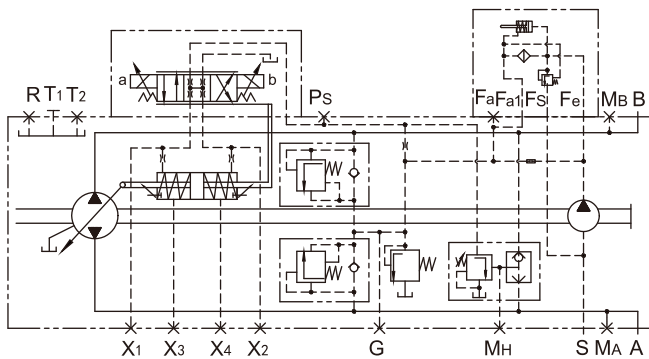 a b
R T1 T2 PS Fa Fa1 FS Fe MB B
X1 X3 X4 X2 G MH S MA A